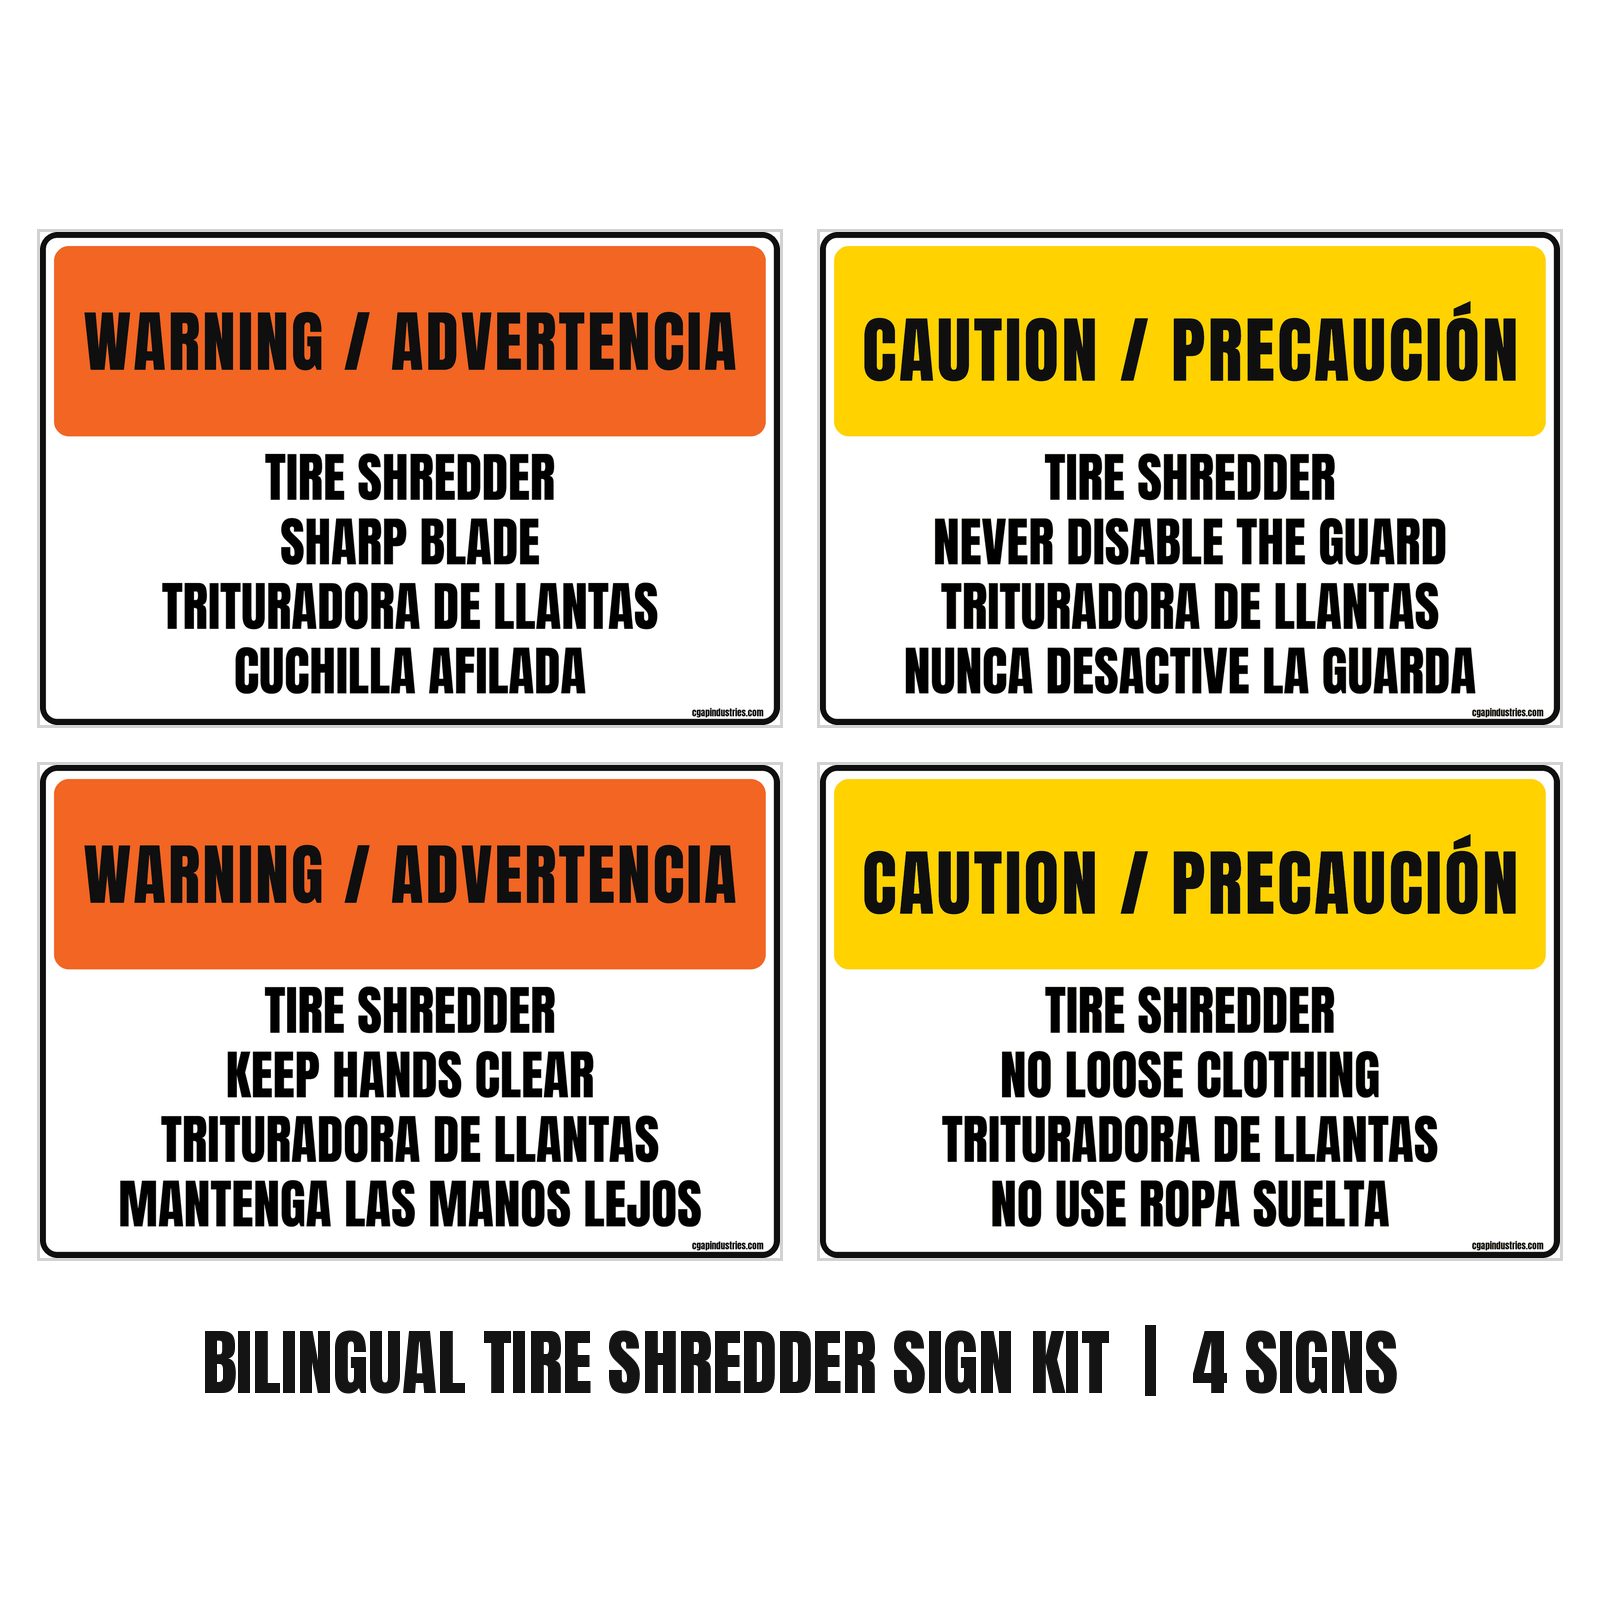 WARNING / ADVERTENCIA
TIRE SHREDDER
SHARP BLADE
TRITURADORA DE LLANTAS
CUCHILLA AFILADA
cgapindustries.com
CAUTION / PRECAUCIÓN
TIRE SHREDDER
NEVER DISABLE THE GUARD
TRITURADORA DE LLANTAS
NUNCA DESACTIVE LA GUARDA
cgapindustries.com
WARNING / ADVERTENCIA
TIRE SHREDDER
KEEP HANDS CLEAR
TRITURADORA DE LLANTAS
MANTENGA LAS MANOS LEJOS
cgapindustries.com
CAUTION / PRECAUCIÓN
TIRE SHREDDER
NO LOOSE CLOTHING
TRITURADORA DE LLANTAS
NO USE ROPA SUELTA
cgapindustries.com
BILINGUAL TIRE SHREDDER SIGN KIT | 4 SIGNS